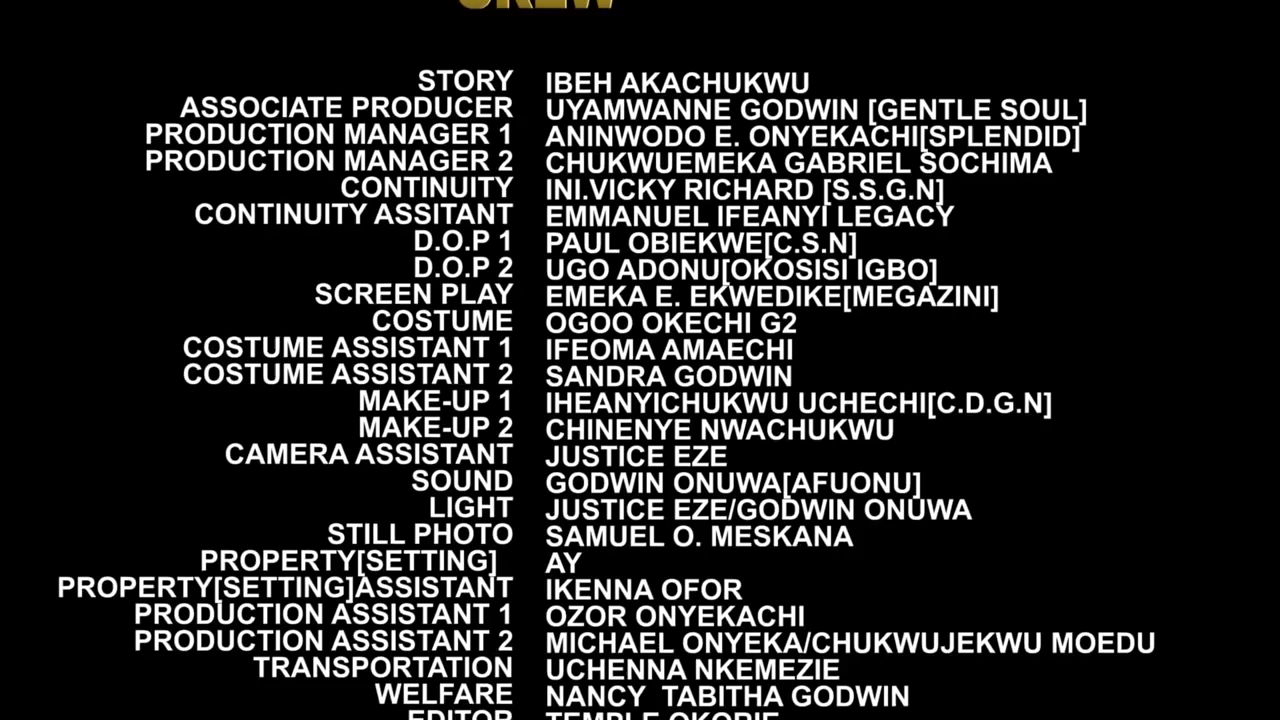 CREW
STORY IBEH AKACHUKWU
ASSOCIATE PRODUCER UYAMWANNE GODWIN [GENTLE SOUL]
PRODUCTION MANAGER 1 ANINWODO E. ONYEKACHI[SPLENDID]
PRODUCTION MANAGER 2 CHUKWUEMEKA GABRIEL SOCHIMA
CONTINUITY INI.VICKY RICHARD [S.S.G.N]
CONTINUITY ASSITANT EMMANUEL IFEANYI LEGACY
D.O.P 1 PAUL OBIEKWE[C.S.N]
D.O.P 2 UGO ADONU[OKOSISI IGBO]
SCREEN PLAY EMEKA E. EKWEDIKE[MEGAZINI]
COSTUME OGOO OKECHI G2
COSTUME ASSISTANT 1 IFEOMA AMAECHI
COSTUME ASSISTANT 2 SANDRA GODWIN
MAKE-UP 1 IHEANYICHUKWU UCHECHI[C.D.G.N]
MAKE-UP 2 CHINENYE NWACHUKWU
CAMERA ASSISTANT JUSTICE EZE
SOUND GODWIN ONUWA[AFUONU]
LIGHT JUSTICE EZE/GODWIN ONUWA
STILL PHOTO SAMUEL O. MESKANA
PROPERTY[SETTING] AY
PROPERTY[SETTING]ASSISTANT IKENNA OFOR
PRODUCTION ASSISTANT 1 OZOR ONYEKACHI
PRODUCTION ASSISTANT 2 MICHAEL ONYEKA/CHUKWUJEKWU MOEDU
TRANSPORTATION UCHENNA NKEMEZIE
WELFARE NANCY TABITHA GODWIN
EDITOR TEMPLE OKORIE